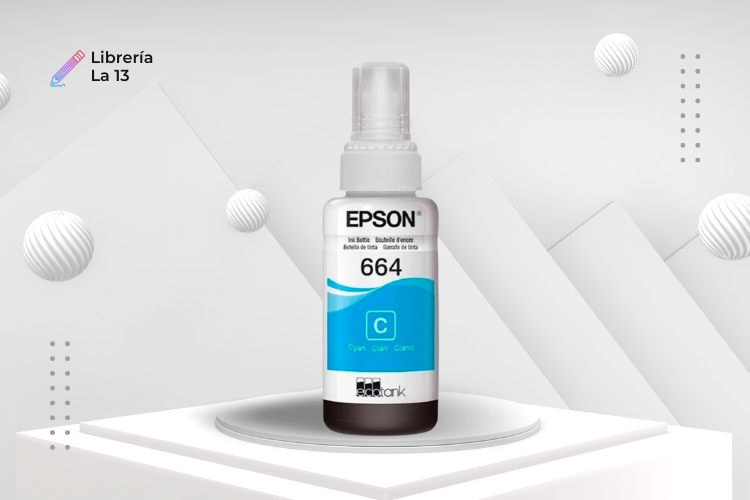 Librería
La 13
EPSON®
Ink Bottle Bouteille d'encre
Botella de tinta Garrafa de tinta
664
C
Cyan Cian Ciano
ecotank